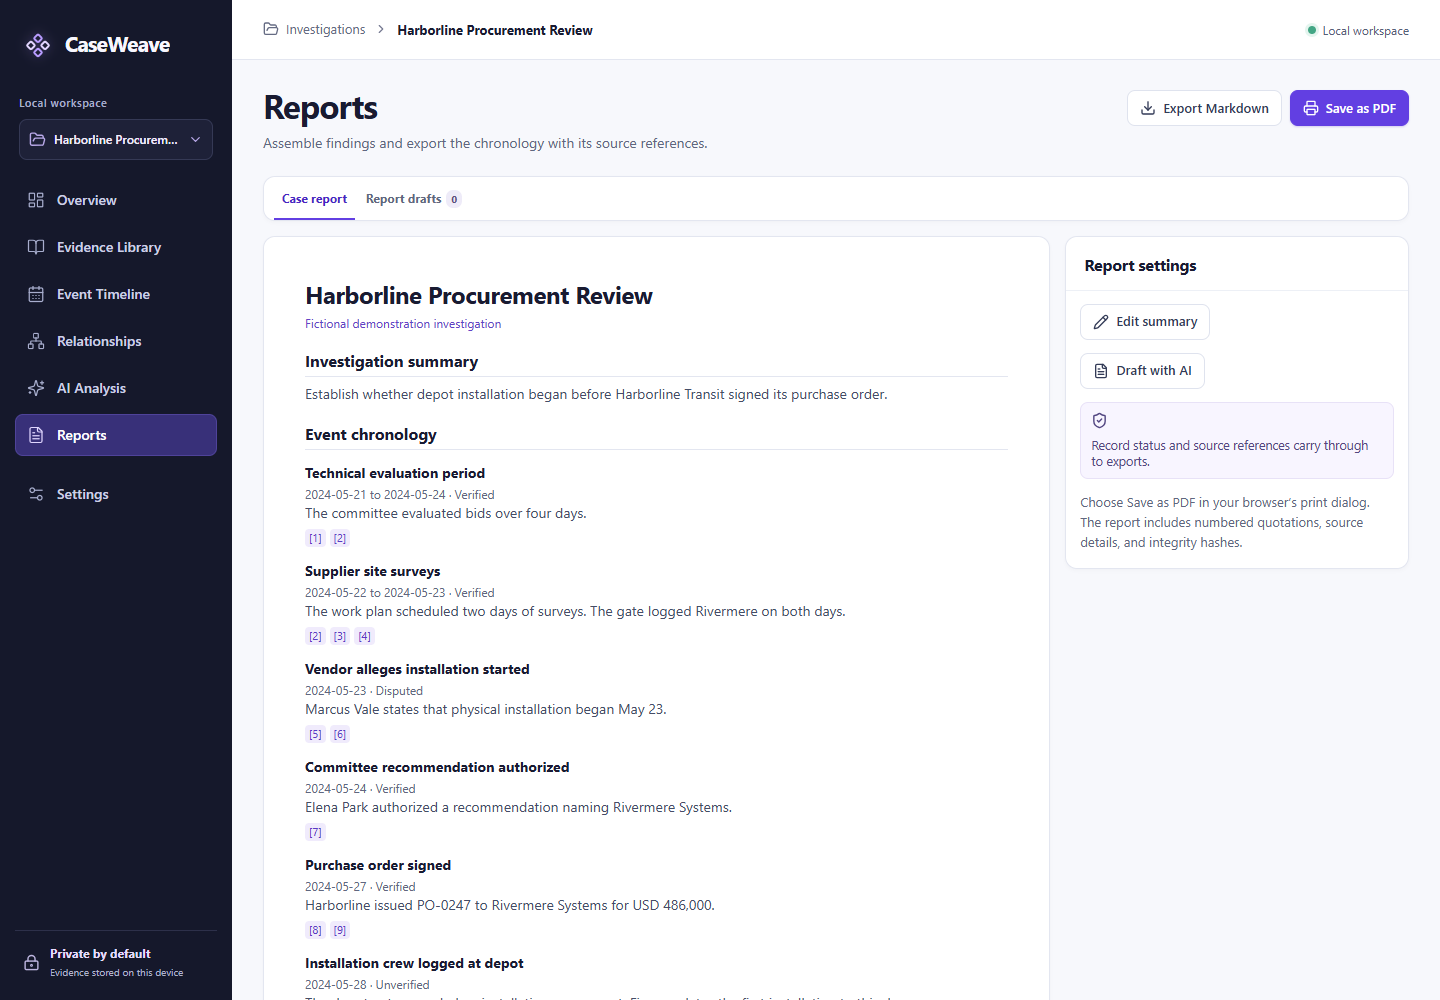 CaseWeave
Local workspace
Harborline Procurem...
Overview
Evidence Library
Event Timeline
Relationships
AI Analysis
Reports
Settings
Private by default
Evidence stored on this device
Investigations
Harborline Procurement Review
Local workspace
Reports
Assemble findings and export the chronology with its source references.
Export Markdown
Save as PDF
Case report
Report drafts 0
Harborline Procurement Review
Fictional demonstration investigation
Investigation summary
Establish whether depot installation began before Harborline Transit signed its purchase order.
Event chronology
Technical evaluation period
2024-05-21 to 2024-05-24 · Verified
The committee evaluated bids over four days.
[1] [2]
Supplier site surveys
2024-05-22 to 2024-05-23 · Verified
The work plan scheduled two days of surveys. The gate logged Rivermere on both days.
[2] [3] [4]
Vendor alleges installation started
2024-05-23 · Disputed
Marcus Vale states that physical installation began May 23.
[5] [6]
Committee recommendation authorized
2024-05-24 · Verified
Elena Park authorized a recommendation naming Rivermere Systems.
[7]
Purchase order signed
2024-05-27 · Verified
Harborline issued PO-0247 to Rivermere Systems for USD 486,000.
[8] [9]
Installation crew logged at depot
2024-05-28 · Unverified
Report settings
Edit summary
Draft with AI
Record status and source references carry through
to exports.
Choose Save as PDF in your browser's print dialog.
The report includes numbered quotations, source
details, and integrity hashes.